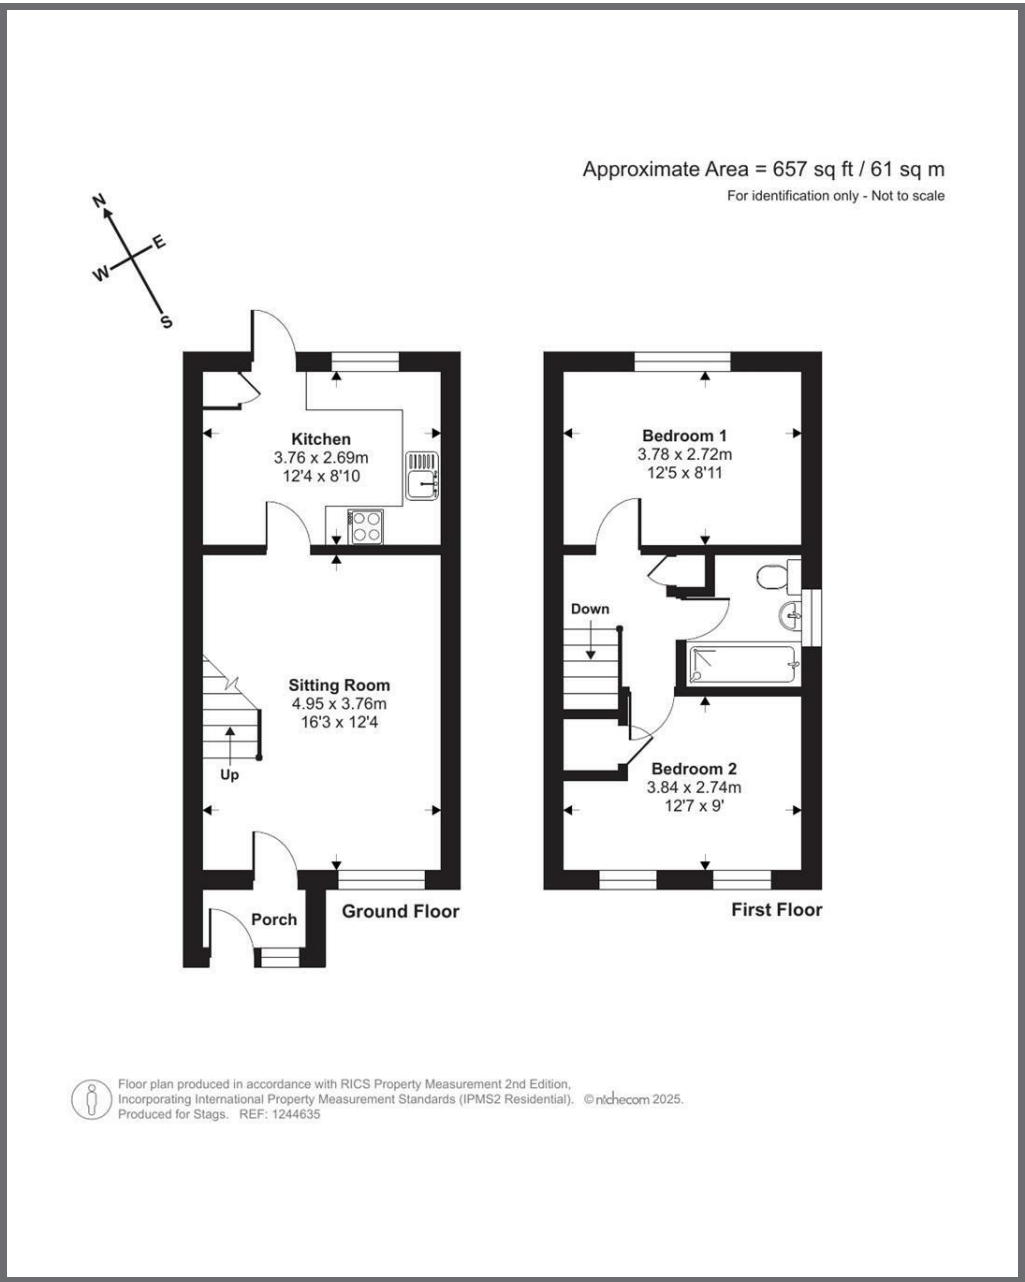 Approximate Area = 657 sq ft / 61 sq m
For identification only - Not to scale
N
E
W
S
Kitchen
3.76 x 2.69m
12'4 x 8'10
Sitting Room
4.95 x 3.76m
16'3 x 12'4
Up
Porch
Ground Floor
Bedroom 1
3.78 x 2.72m
12'5 x 8'11
Down
Bedroom 2
3.84 x 2.74m
12'7 x 9'
First Floor
Floor plan produced in accordance with RICS Property Measurement 2nd Edition,
Incorporating International Property Measurement Standards (IPMS2 Residential). © nichecom 2025.
Produced for Stags. REF: 1244635